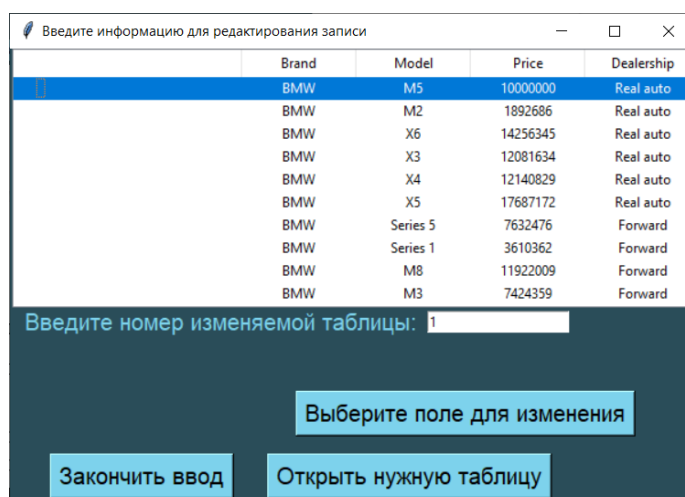 Введите информацию для редактирования записи
Brand Model Price Dealership
BMW M5 10000000 Real auto
BMW M2 1892686 Real auto
BMW X6 14256345 Real auto
BMW X3 12081634 Real auto
BMW X4 12140829 Real auto
BMW X5 17687172 Real auto
BMW Series 5 7632476 Forward
BMW Series 1 3610362 Forward
BMW M8 11922009 Forward
BMW M3 7424359 Forward
Введите номер изменяемой таблицы: 1
Выберите поле для изменения
Закончить ввод Открыть нужную таблицу